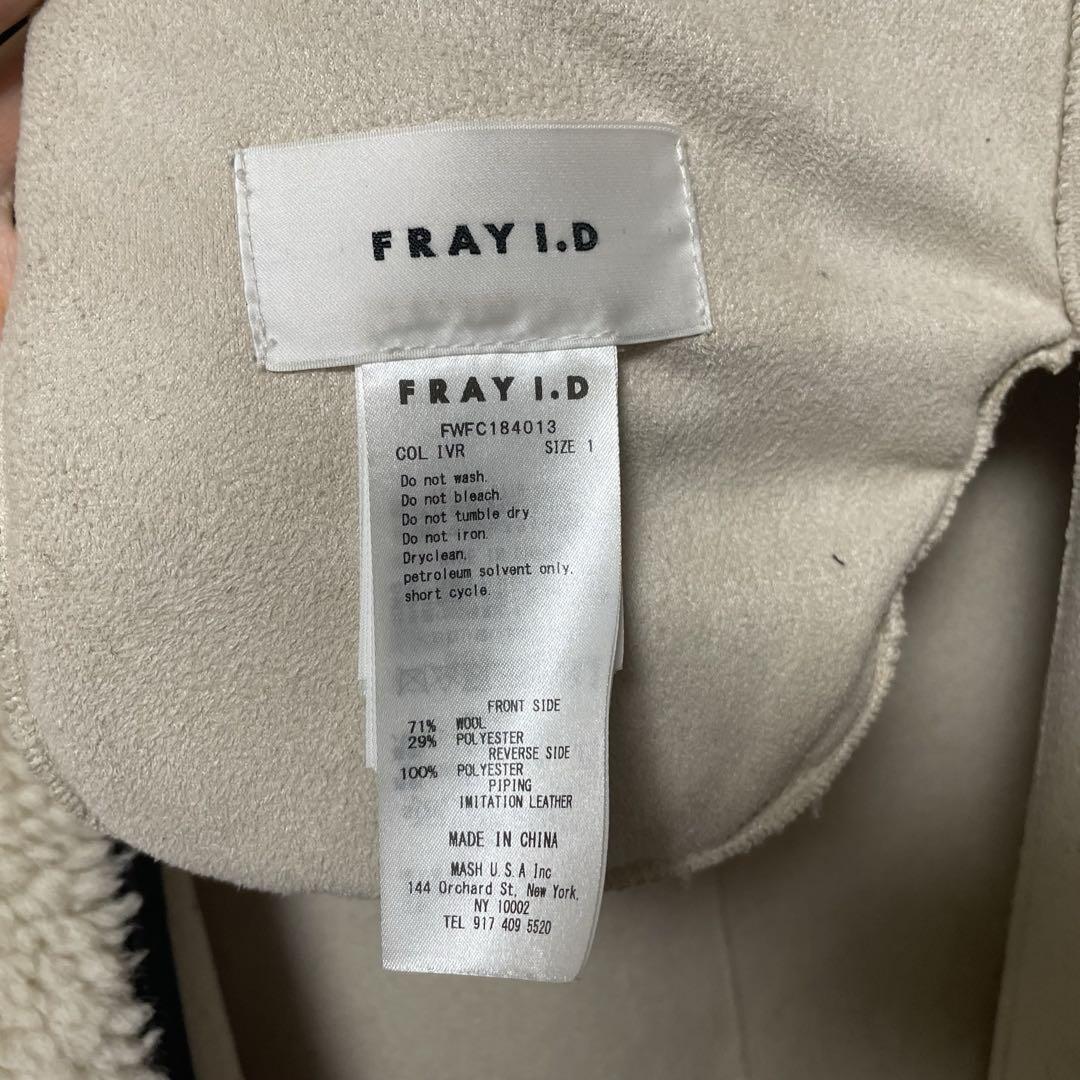 FRAY I.D
FRAY I.D
FWFC184013
COL IVR SIZE 1
Do not wash.
Do not bleach.
Do not tumble dry
Do not iron.
Dryclean,
petroleum solvent only,
short cycle.
FRONT SIDE
71% WOOL
29% POLYESTER
REVERSE SIDE
100% POLYESTER
PIPING
IMITATION LEATHER
MADE IN CHINA
MASH U.S.A Inc
144 Orchard St, New York,
NY 10002
TEL 917 409 5520